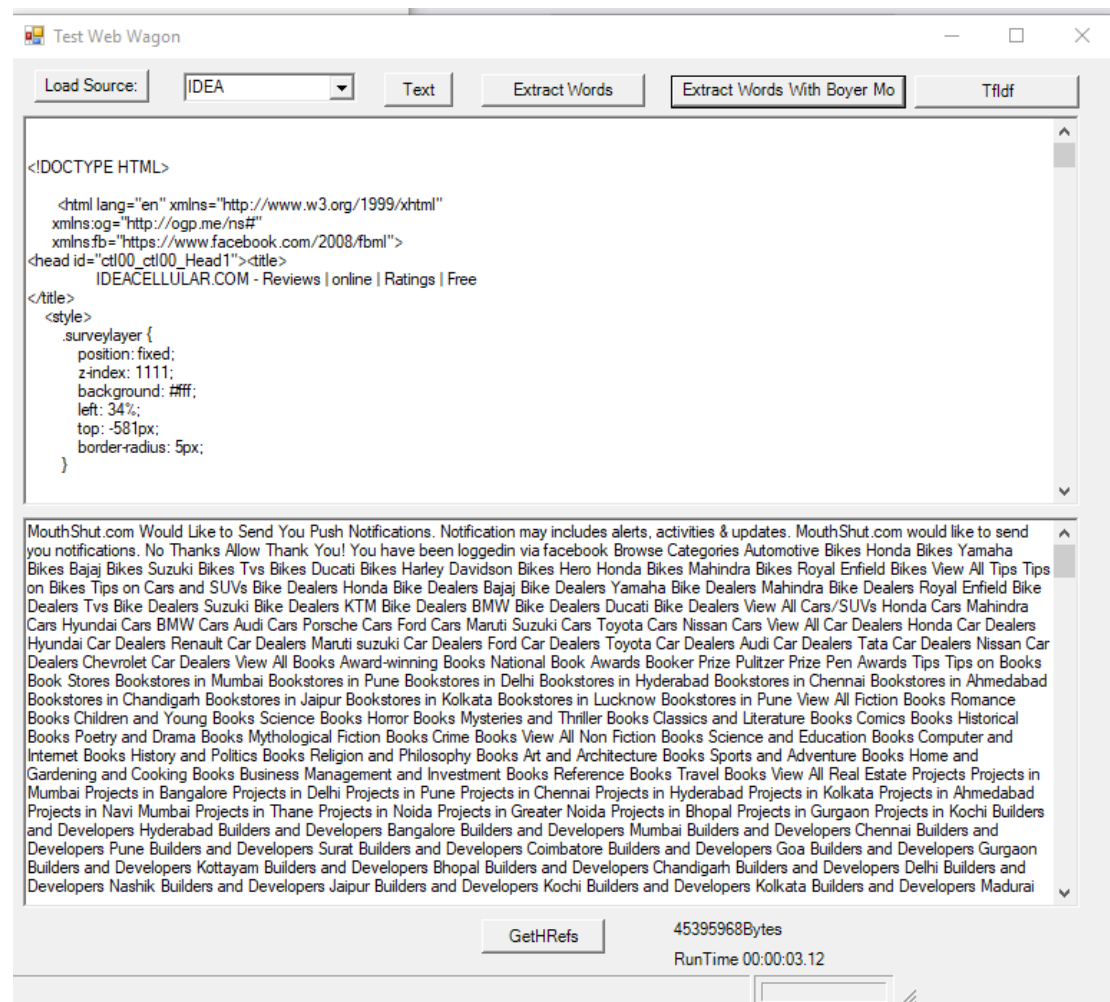 Test Web Wagon
Load Source:
IDEA
Text
Extract Words
Extract Words With Boyer Mo
TfIdf
<!DOCTYPE HTML>
<html lang="en" xmlns="http://www.w3.org/1999/xhtml"
xmlns:og="http://ogp.me/ns#"
xmlns:fb="https://www.facebook.com/2008/fbml">
<head id="ctl00_ctl00_Head1"><title>
IDEACELLULAR.COM - Reviews | online | Ratings | Free
</title>
<style>
.surveylayer {
position: fixed;
z-index: 1111;
background: #fff;
left: 34%;
top: -581px;
border-radius: 5px;
}
MouthShut.com Would Like to Send You Push Notifications. Notification may includes alerts, activities & updates. MouthShut.com would like to send
you notifications. No Thanks Allow Thank You! You have been loggedin via facebook Browse Categories Automotive Bikes Honda Bikes Yamaha
Bikes Bajaj Bikes Suzuki Bikes Tvs Bikes Ducati Bikes Harley Davidson Bikes Hero Honda Bikes Mahindra Bikes Royal Enfield Bikes View All Tips Tips
on Bikes Tips on Cars and SUVs Bike Dealers Honda Bike Dealers Bajaj Bike Dealers Yamaha Bike Dealers Mahindra Bike Dealers Royal Enfield Bike
Dealers Tvs Bike Dealers Suzuki Bike Dealers KTM Bike Dealers BMW Bike Dealers Ducati Bike Dealers View All Cars/SUVs Honda Cars Mahindra
Cars Hyundai Cars BMW Cars Audi Cars Porsche Cars Ford Cars Maruti Suzuki Cars Toyota Cars Nissan Cars View All Car Dealers Honda Car Dealers
Hyundai Car Dealers Renault Car Dealers Maruti suzuki Car Dealers Ford Car Dealers Toyota Car Dealers Audi Car Dealers Tata Car Dealers Nissan Car
Dealers Chevrolet Car Dealers View All Books Award-winning Books National Book Awards Booker Prize Pulitzer Prize Pen Awards Tips Tips on Books
Book Stores Bookstores in Mumbai Bookstores in Pune Bookstores in Delhi Bookstores in Hyderabad Bookstores in Chennai Bookstores in Ahmedabad
Bookstores in Chandigarh Bookstores in Jaipur Bookstores in Kolkata Bookstores in Lucknow Bookstores in Pune View All Fiction Books Romance
Books Children and Young Books Science Books Horror Books Mysteries and Thriller Books Classics and Literature Books Comics Books Historical
Books Poetry and Drama Books Mythological Fiction Books Crime Books View All Non Fiction Books Science and Education Books Computer and
Internet Books History and Politics Books Religion and Philosophy Books Art and Architecture Books Sports and Adventure Books Home and
Gardening and Cooking Books Business Management and Investment Books Reference Books Travel Books View All Real Estate Projects Projects in
Mumbai Projects in Bangalore Projects in Delhi Projects in Pune Projects in Chennai Projects in Hyderabad Projects in Kolkata Projects in Ahmedabad
Projects in Navi Mumbai Projects in Thane Projects in Noida Projects in Greater Noida Projects in Bhopal Projects in Gurgaon Projects in Kochi Builders
and Developers Hyderabad Builders and Developers Bangalore Builders and Developers Mumbai Builders and Developers Chennai Builders and
Developers Pune Builders and Developers Surat Builders and Developers Coimbatore Builders and Developers Goa Builders and Developers Gurgaon
Builders and Developers Kottayam Builders and Developers Bhopal Builders and Developers Chandigarh Builders and Developers Delhi Builders and
Developers Nashik Builders and Developers Jaipur Builders and Developers Kochi Builders and Developers Kolkata Builders and Developers Madurai
GetHRefs
45395968Bytes
RunTime 00:00:03.12